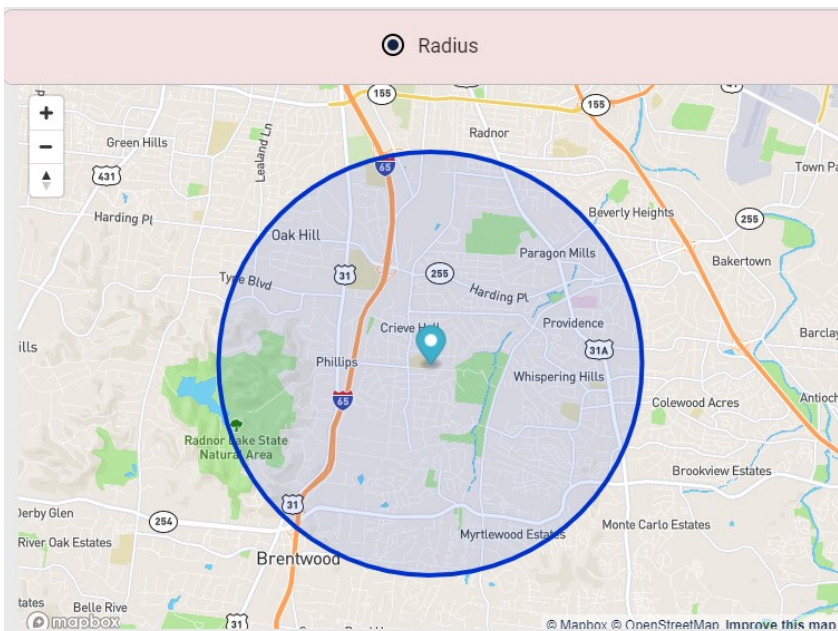 Radius
155
41
155
Green Hills
Lealand Ln
Radnor
65
431
Town Pa
Harding Pl
Beverly Heights
255
Oak Hill
Paragon Mills
Bakertown
31
255
Tyne Blvd
Harding Pl
Crieve Hall
Providence
Barclay
ills
Phillips
31A
Whispering Hills
65
Colewood Acres
Antioch
Radnor Lake State
Natural Area
Brookview Estates
31
Derby Glen
254
Monte Carlo Estates
River Oak Estates
Myrtlewood Estates
Brentwood
tates
Belle Rive
31
mapbox
© Mapbox © OpenStreetMap Improve this map